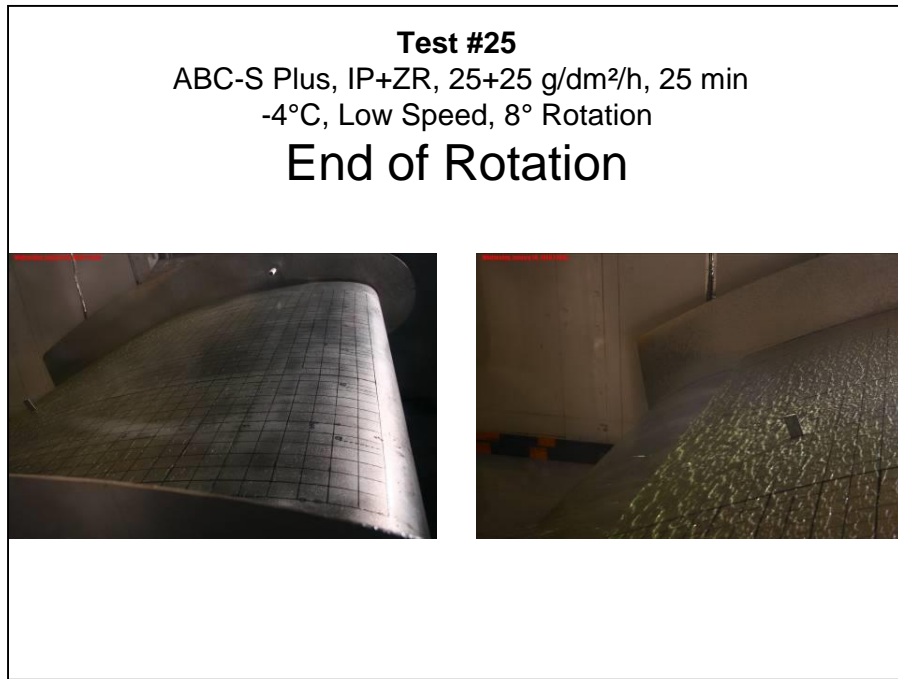 Test #25
ABC-S Plus, IP+ZR, 25+25 g/dm²/h, 25 min
-4°C, Low Speed, 8° Rotation
End of Rotation